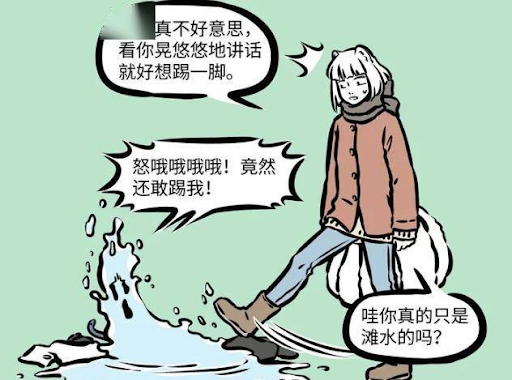 真不好意思，
看你晃悠悠地讲话
就好想踢一脚。
怒哦哦哦哦！竟然
还敢踢我！
哇你真的只是
滩水的吗？